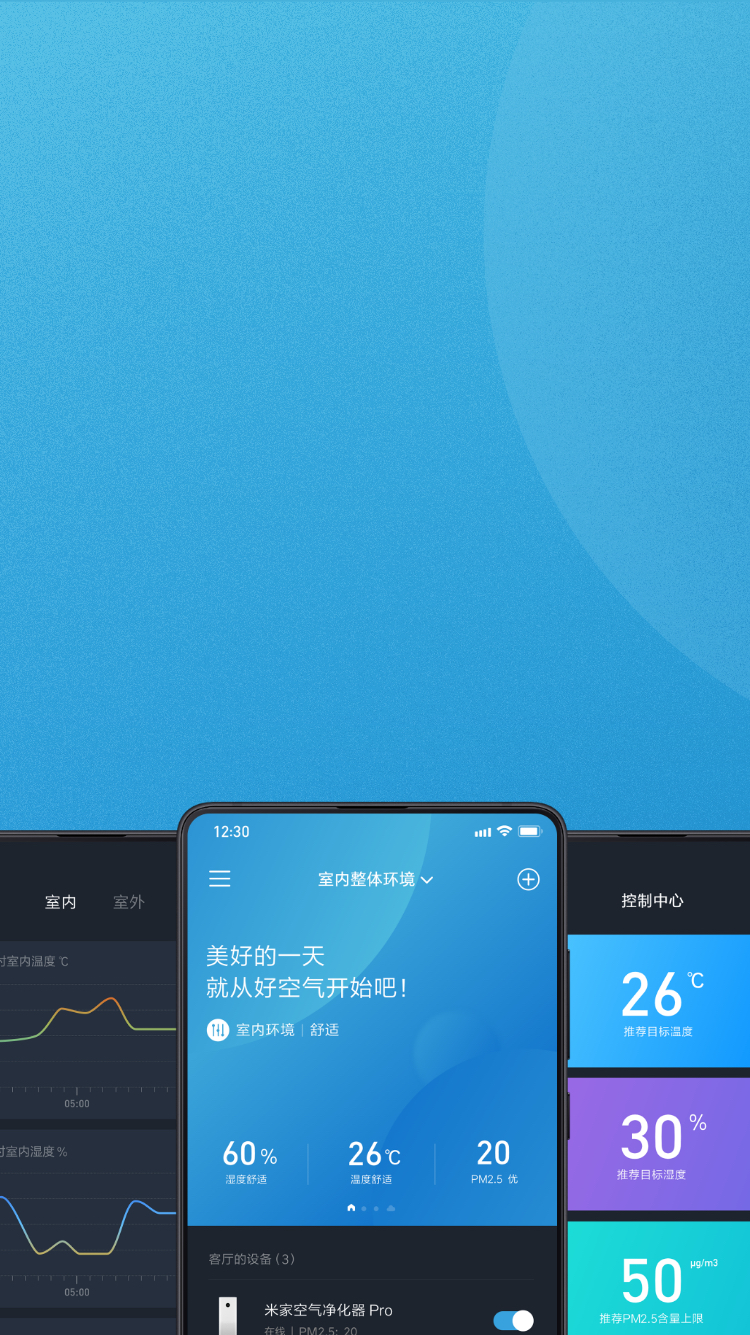 12:30
室内整体环境
美好的一天
就从好空气开始吧！
室内环境 | 舒适
60%
湿度舒适
26℃
温度舒适
20
PM2.5 优
客厅的设备（3）
米家空气净化器 Pro
在线 | PM2.5: 20
室内 室外
时室内温度 ℃
05:00
时室内湿度 %
05:00
控制中心
26℃
推荐目标温度
30%
推荐目标湿度
50μg/m3
推荐PM2.5含量上限